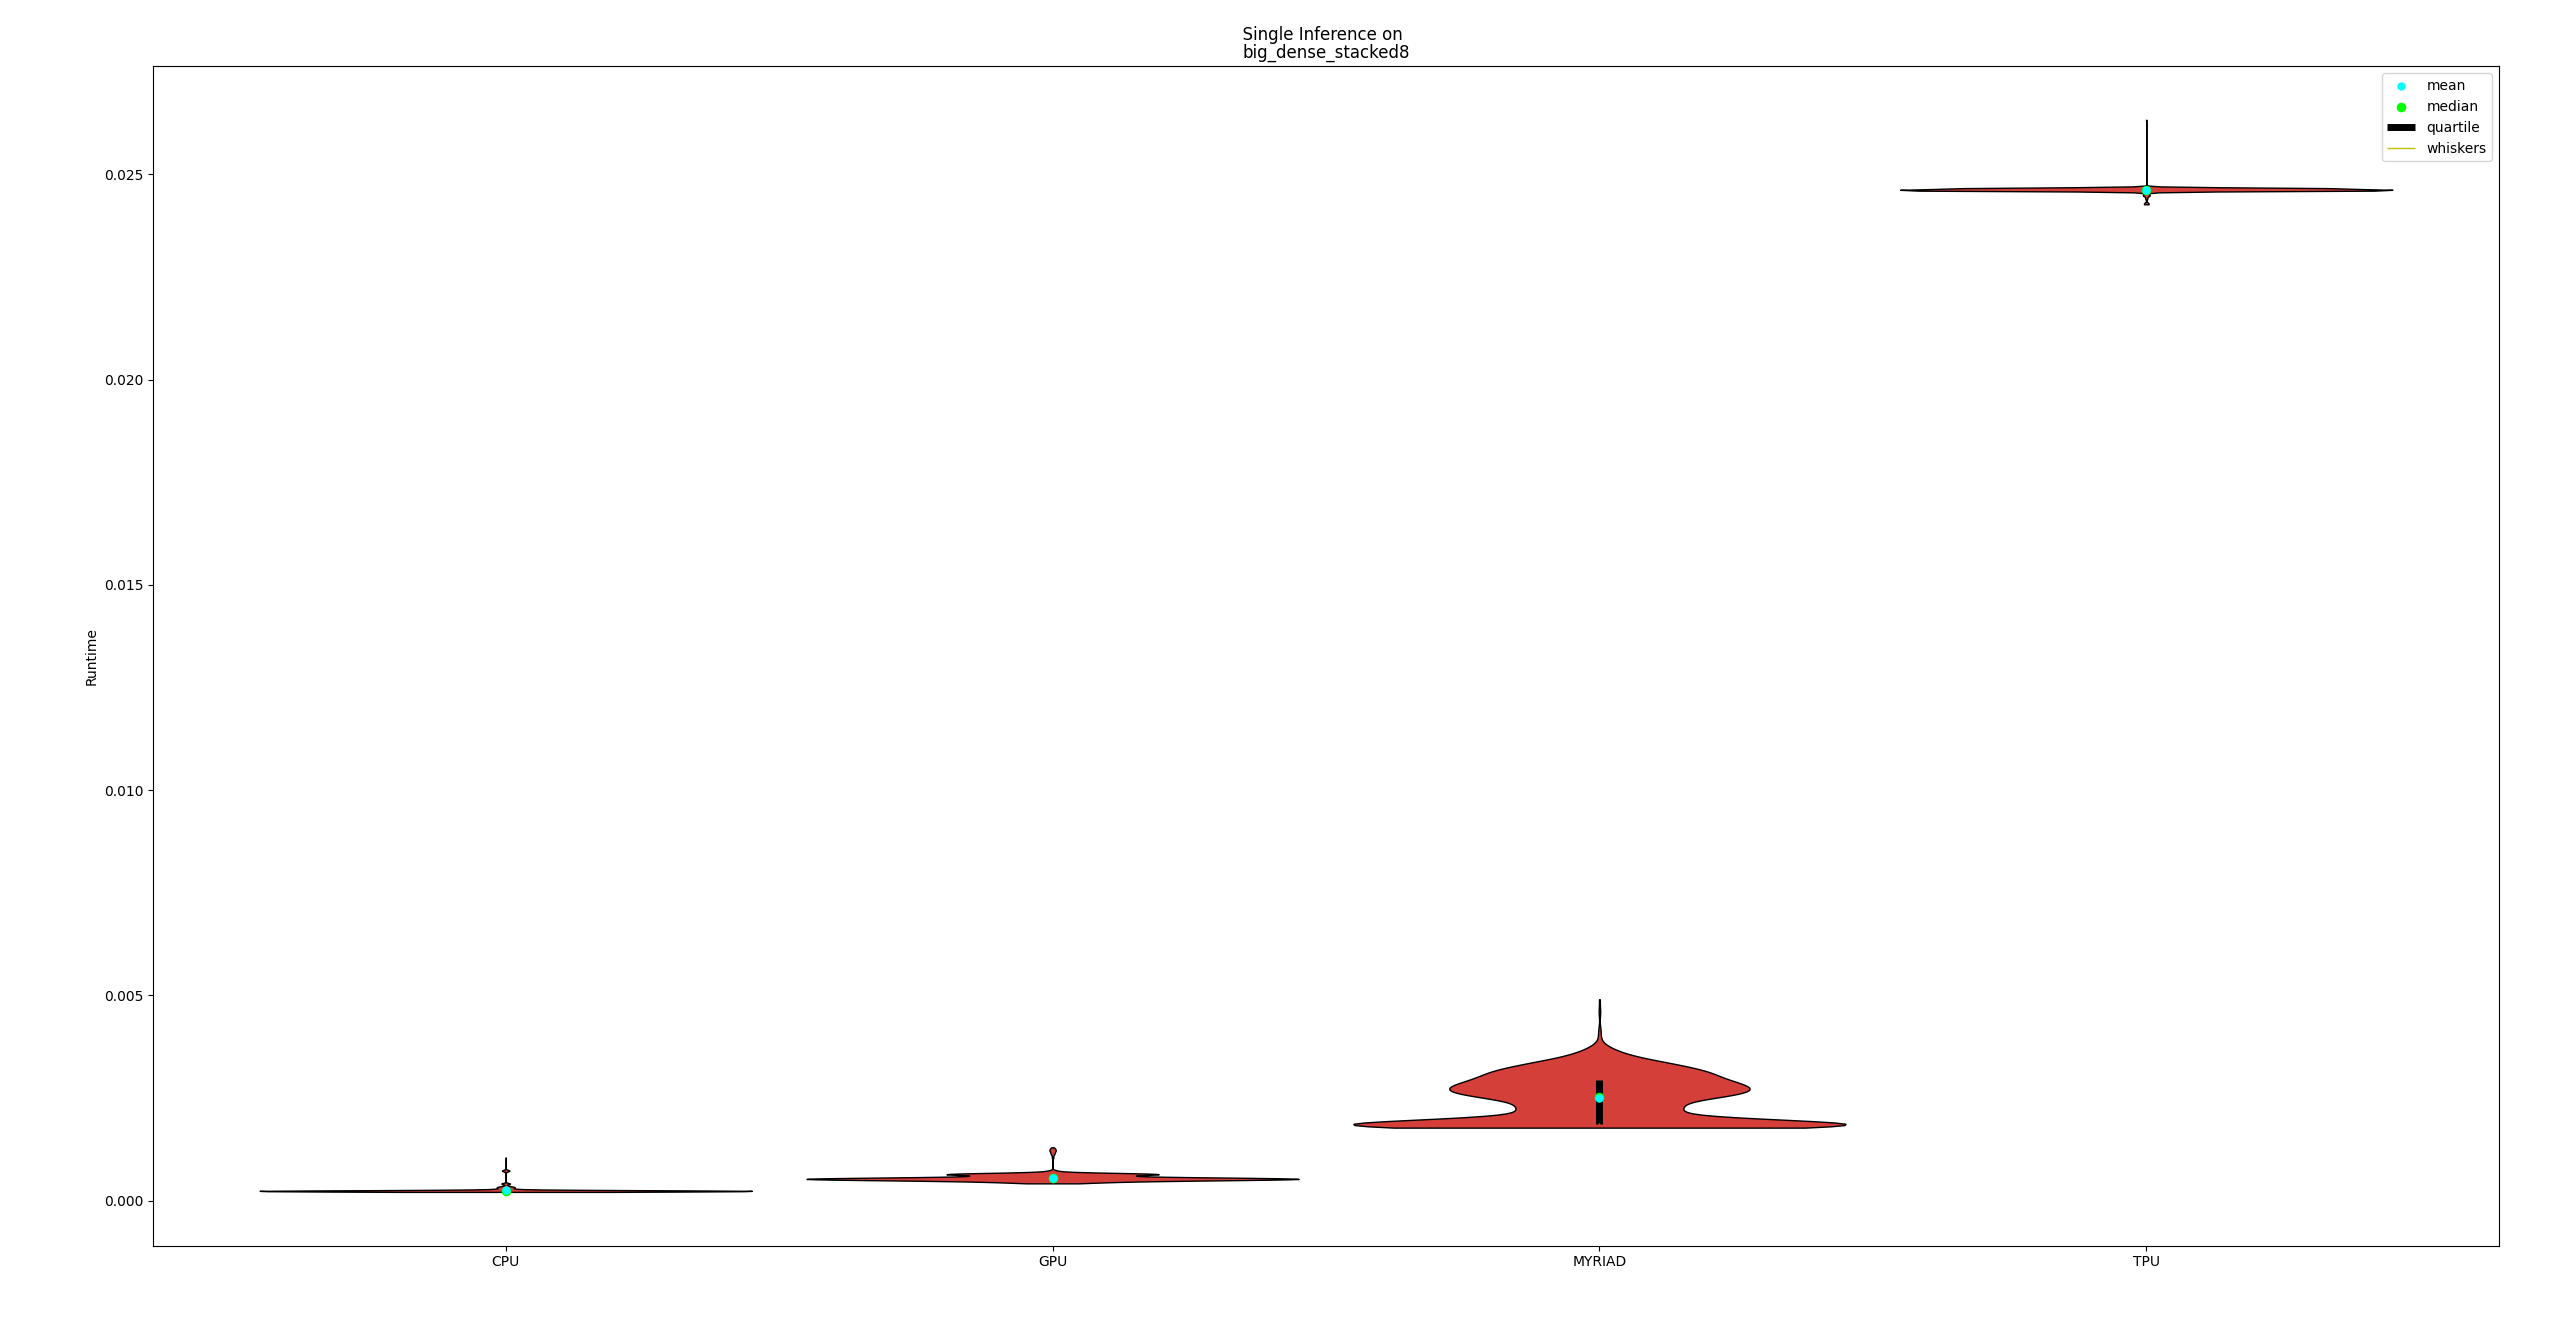 Single Inference on
big_dense_stacked8
mean
median
quartile
whiskers
0.025
0.020
0.015
0.010
0.005
0.000
Runtime
CPU
GPU
MYRIAD
TPU